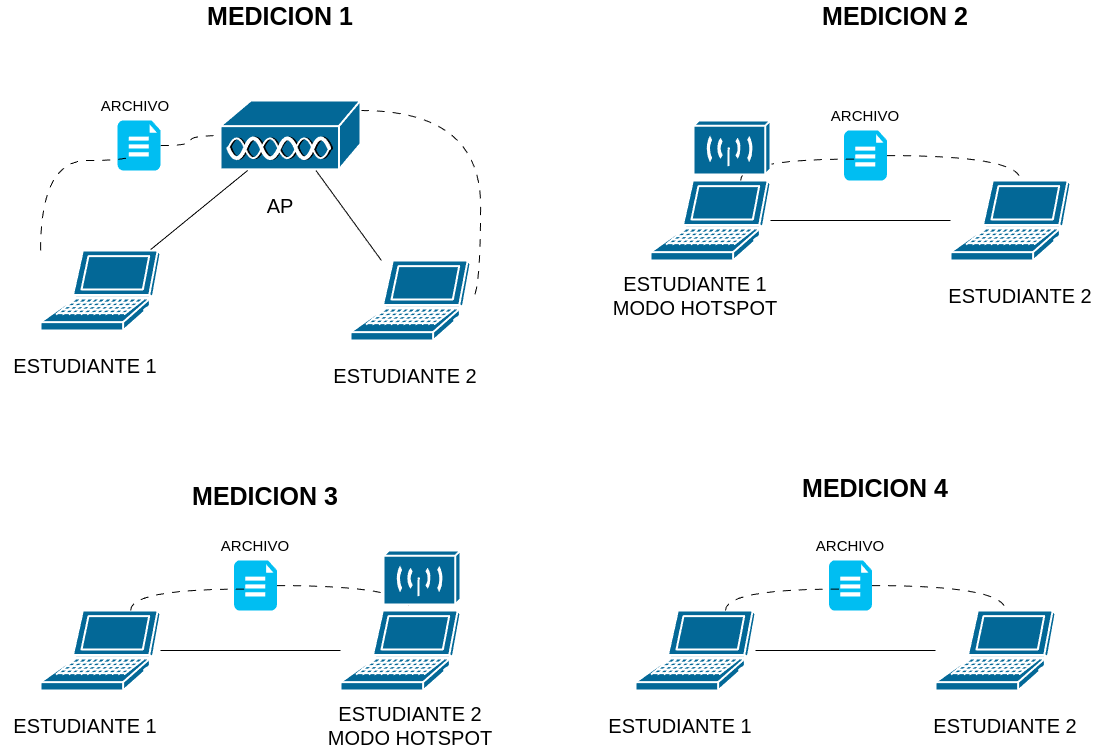 MEDICION 1
ARCHIVO
AP
ESTUDIANTE 1
ESTUDIANTE 2
MEDICION 2
ARCHIVO
ESTUDIANTE 1
MODO HOTSPOT
ESTUDIANTE 2
MEDICION 3
ARCHIVO
ESTUDIANTE 1
ESTUDIANTE 2
MODO HOTSPOT
MEDICION 4
ARCHIVO
ESTUDIANTE 1
ESTUDIANTE 2